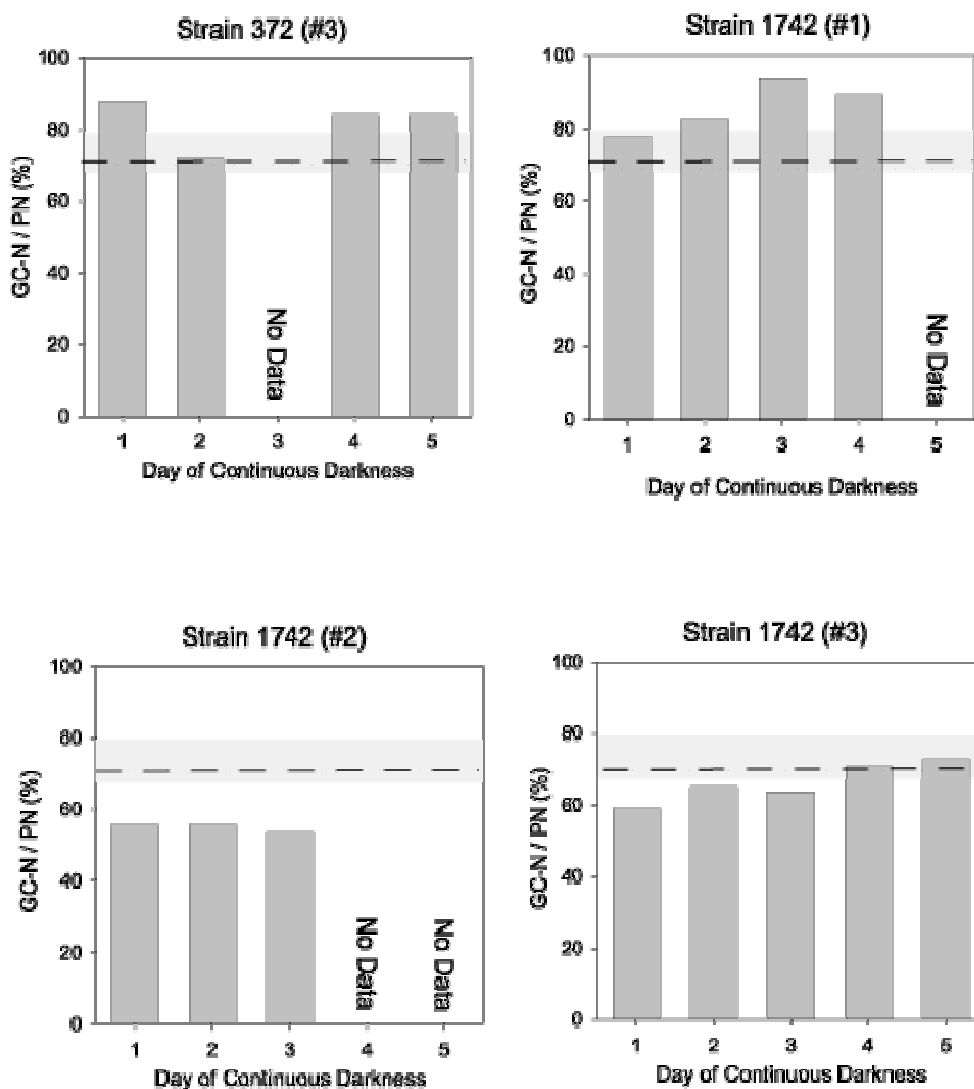 Strain 372 (#3)
100
80
60
40
20
0
GC-N / PN (%)
No Data
1 2 3 4 5
Day of Continuous Darkness
Strain 1742 (#1)
100
80
60
40
20
0
GC-N / PN (%)
No Data
1 2 3 4 5
Day of Continuous Darkness
Strain 1742 (#2)
100
80
60
40
20
0
GC-N / PN (%)
No Data
No Data
1 2 3 4 5
Day of Continuous Darkness
Strain 1742 (#3)
100
80
60
40
20
0
GC-N / PN (%)
1 2 3 4 5
Day of Continuous Darkness